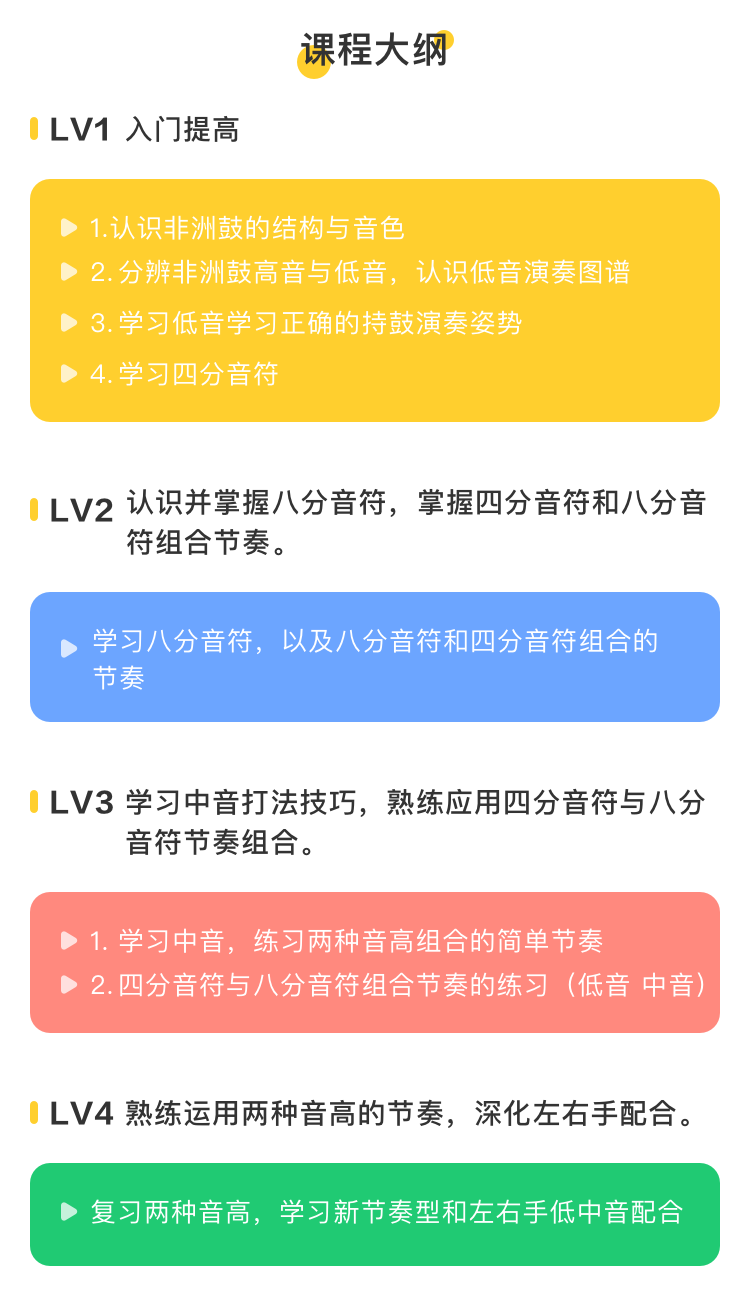 课程大纲
LV1 入门提高
1.认识非洲鼓的结构与音色
2.分辨非洲鼓高音与低音，认识低音演奏图谱
3.学习低音学习正确的持鼓演奏姿势
4.学习四分音符
LV2 认识并掌握八分音符，掌握四分音符和八分音
符组合节奏。
学习八分音符，以及八分音符和四分音符组合的
节奏
LV3 学习中音打法技巧，熟练应用四分音符与八分
音符节奏组合。
1. 学习中音，练习两种音高组合的简单节奏
2.四分音符与八分音符组合节奏的练习（低音 中音）
LV4 熟练运用两种音高的节奏，深化左右手配合。
复习两种音高，学习新节奏型和左右手低中音配合